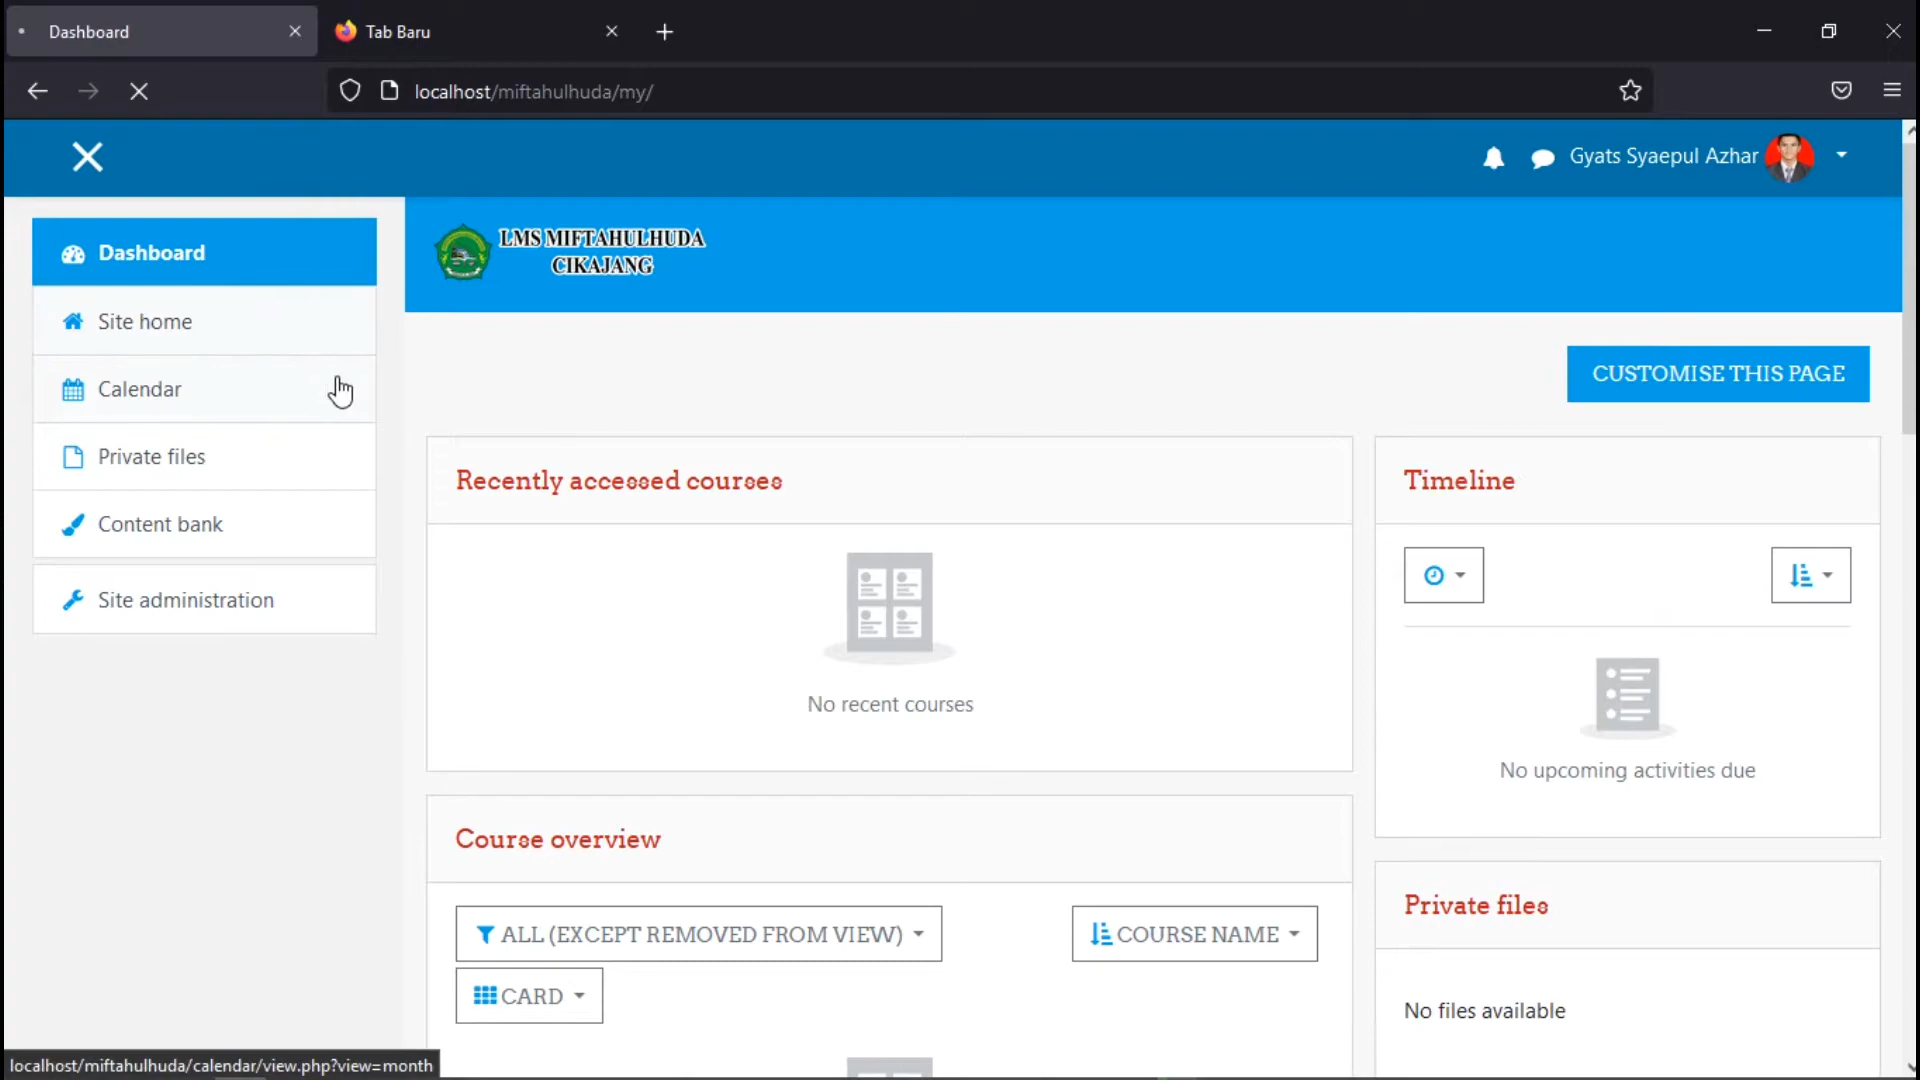 Dashboard
Tab Baru
localhost/miftahulhuda/my/
Gyats Syaepul Azhar
Dashboard
Site home
Calendar
Private files
Content bank
Site administration
LMS MIFTAHULHUDA
CIKAJANG
CUSTOMISE THIS PAGE
Recently accessed courses
No recent courses
Timeline
No upcoming activities due
Course overview
ALL (EXCEPT REMOVED FROM VIEW)
COURSE NAME
CARD
Private files
No files available
localhost/miftahulhuda/calendar/view.php?view=month